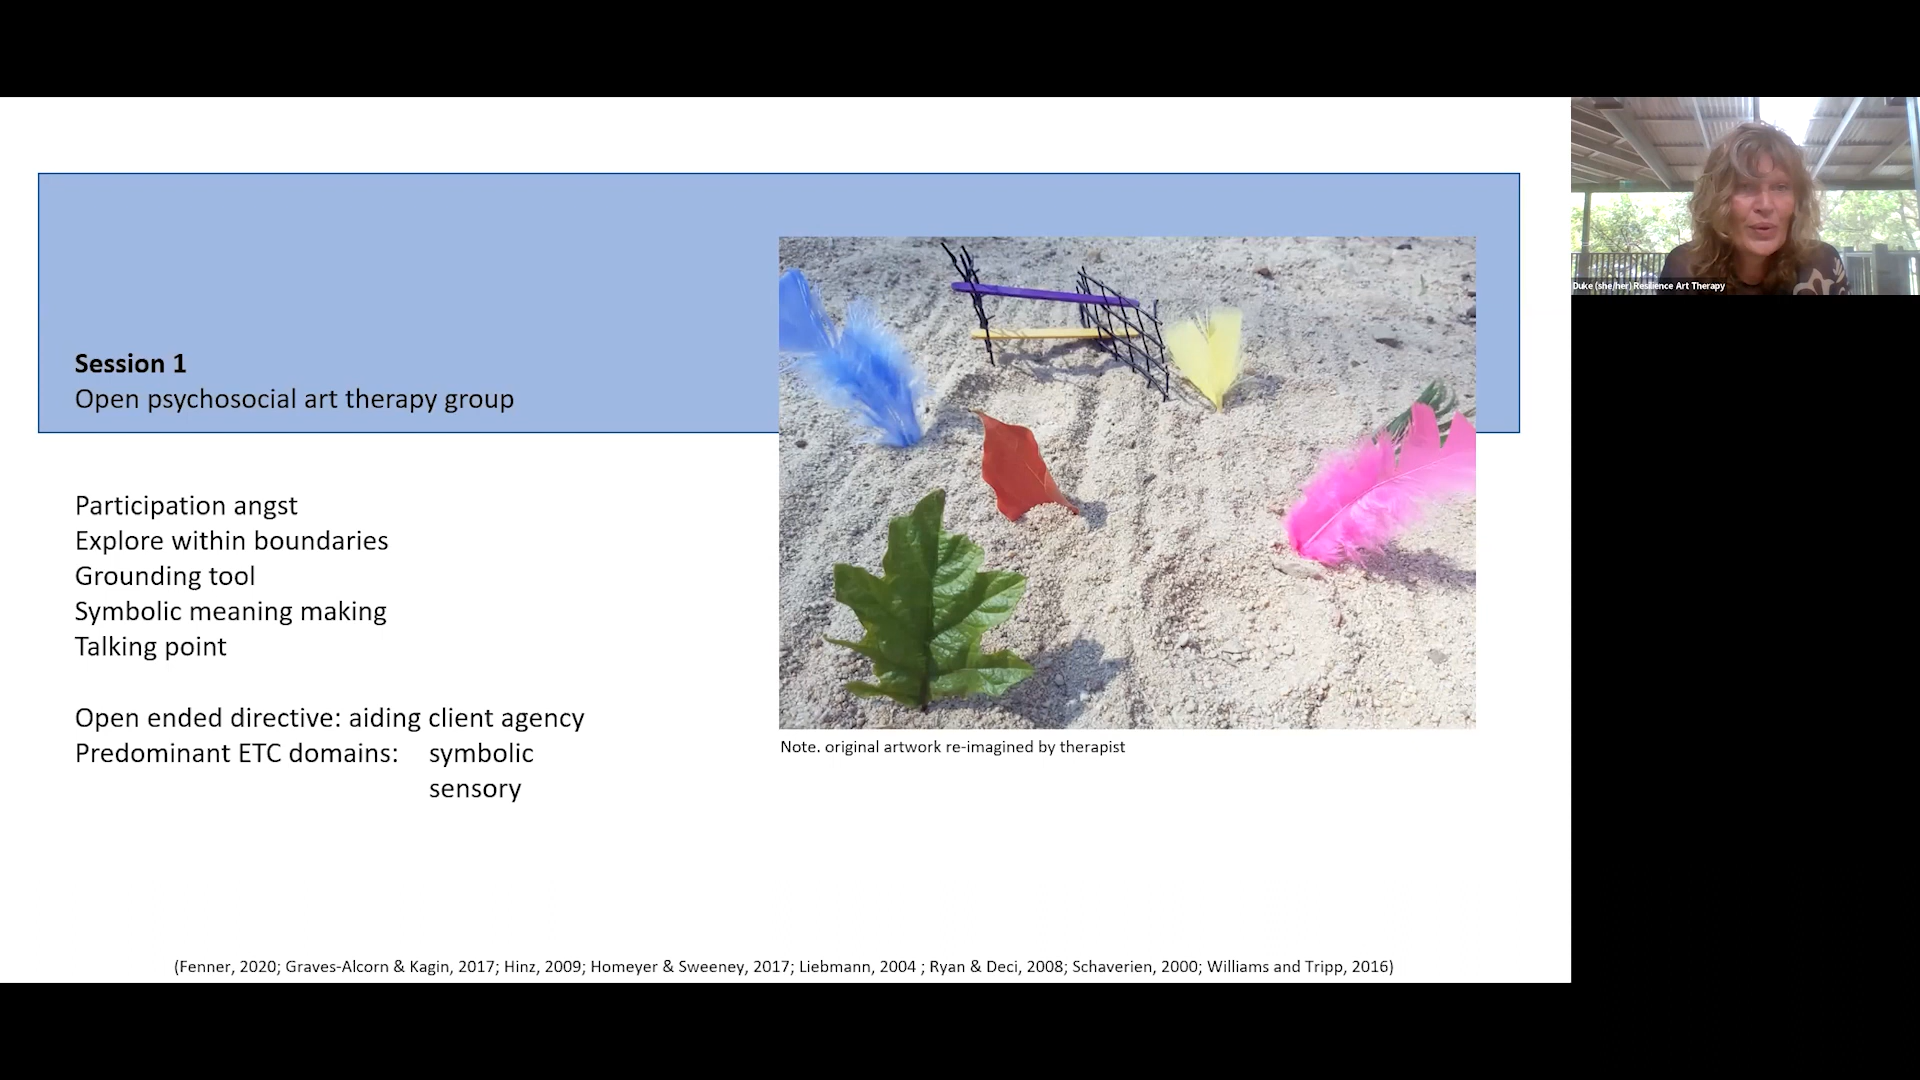 Session 1
Open psychosocial art therapy group
Participation angst
Explore within boundaries
Grounding tool
Symbolic meaning making
Talking point
Open ended directive: aiding client agency
Predominant ETC domains: symbolic
sensory
Note. original artwork re-imagined by therapist
(Fenner, 2020; Graves-Alcorn & Kagin, 2017; Hinz, 2009; Homeyer & Sweeney, 2017; Liebmann, 2004 ; Ryan & Deci, 2008; Schaverien, 2000; Williams and Tripp, 2016)
Duke (she/her) Resilience Art Therapy